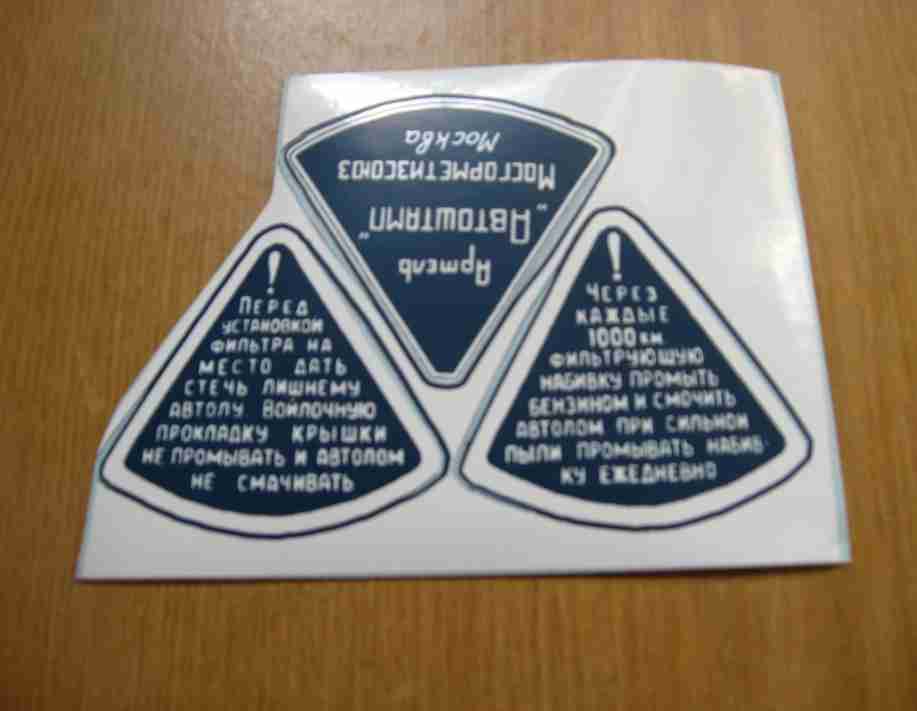 Артель
„Автоштамп"
Мосгорметизсоюз
Москва
!
Перед
установкой
фильтра на
место дать
стечь лишнему
автолу. Войлочную
прокладку крышки
не промывать и автолом
не смачивать
!
Через
каждые
1000 км
фильтрующую
набивку промыть
бензином и смочить
автолом при сильной
пыли промывать набив-
ку ежедневно